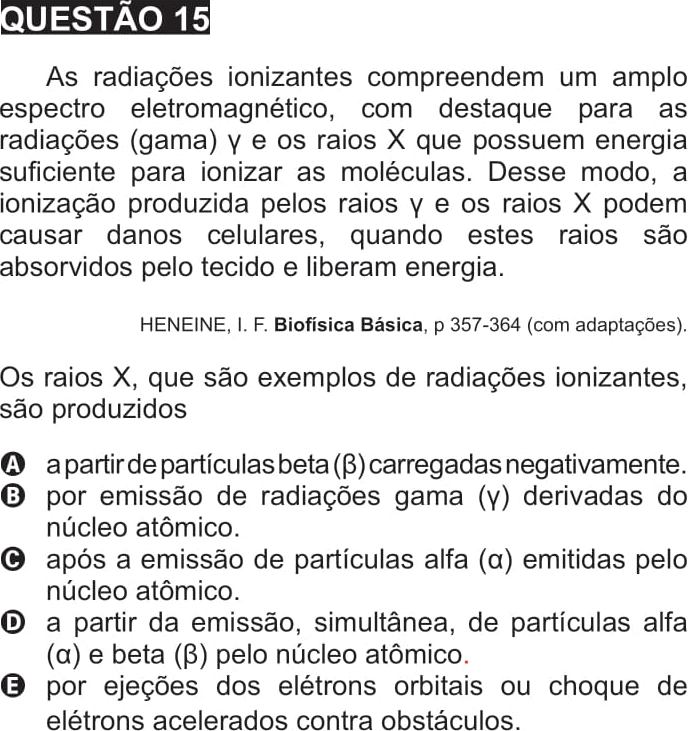 QUESTÃO 15
As radiações ionizantes compreendem um amplo
espectro eletromagnético, com destaque para as
radiações (gama) γ e os raios X que possuem energia
suficiente para ionizar as moléculas. Desse modo, a
ionização produzida pelos raios γ e os raios X podem
causar danos celulares, quando estes raios são
absorvidos pelo tecido e liberam energia.
HENEINE, I. F. Biofísica Básica, p 357-364 (com adaptações).
Os raios X, que são exemplos de radiações ionizantes,
são produzidos
A a partir de partículas beta (β) carregadas negativamente.
B por emissão de radiações gama (γ) derivadas do
núcleo atômico.
C após a emissão de partículas alfa (α) emitidas pelo
núcleo atômico.
D a partir da emissão, simultânea, de partículas alfa
(α) e beta (β) pelo núcleo atômico.
E por ejeções dos elétrons orbitais ou choque de
elétrons acelerados contra obstáculos.